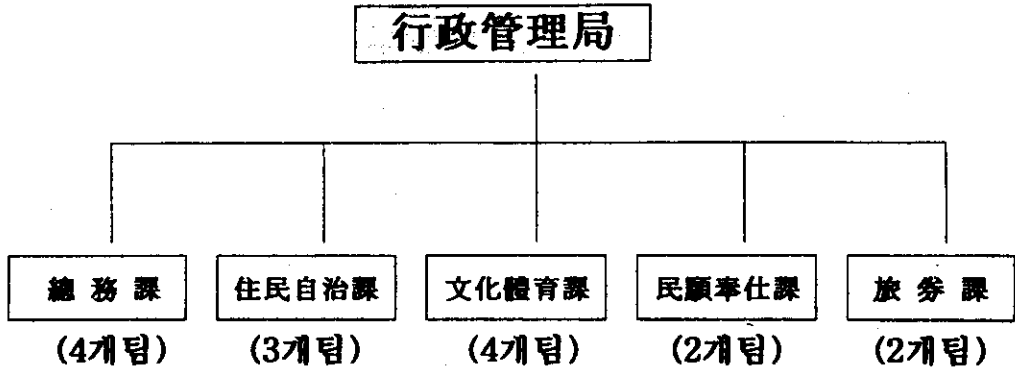 行政管理局
總務課
住民自治課
文化體育課
民願奉仕課
旅券課
(4개팀)
(3개팀)
(4개팀)
(2개팀)
(2개팀)